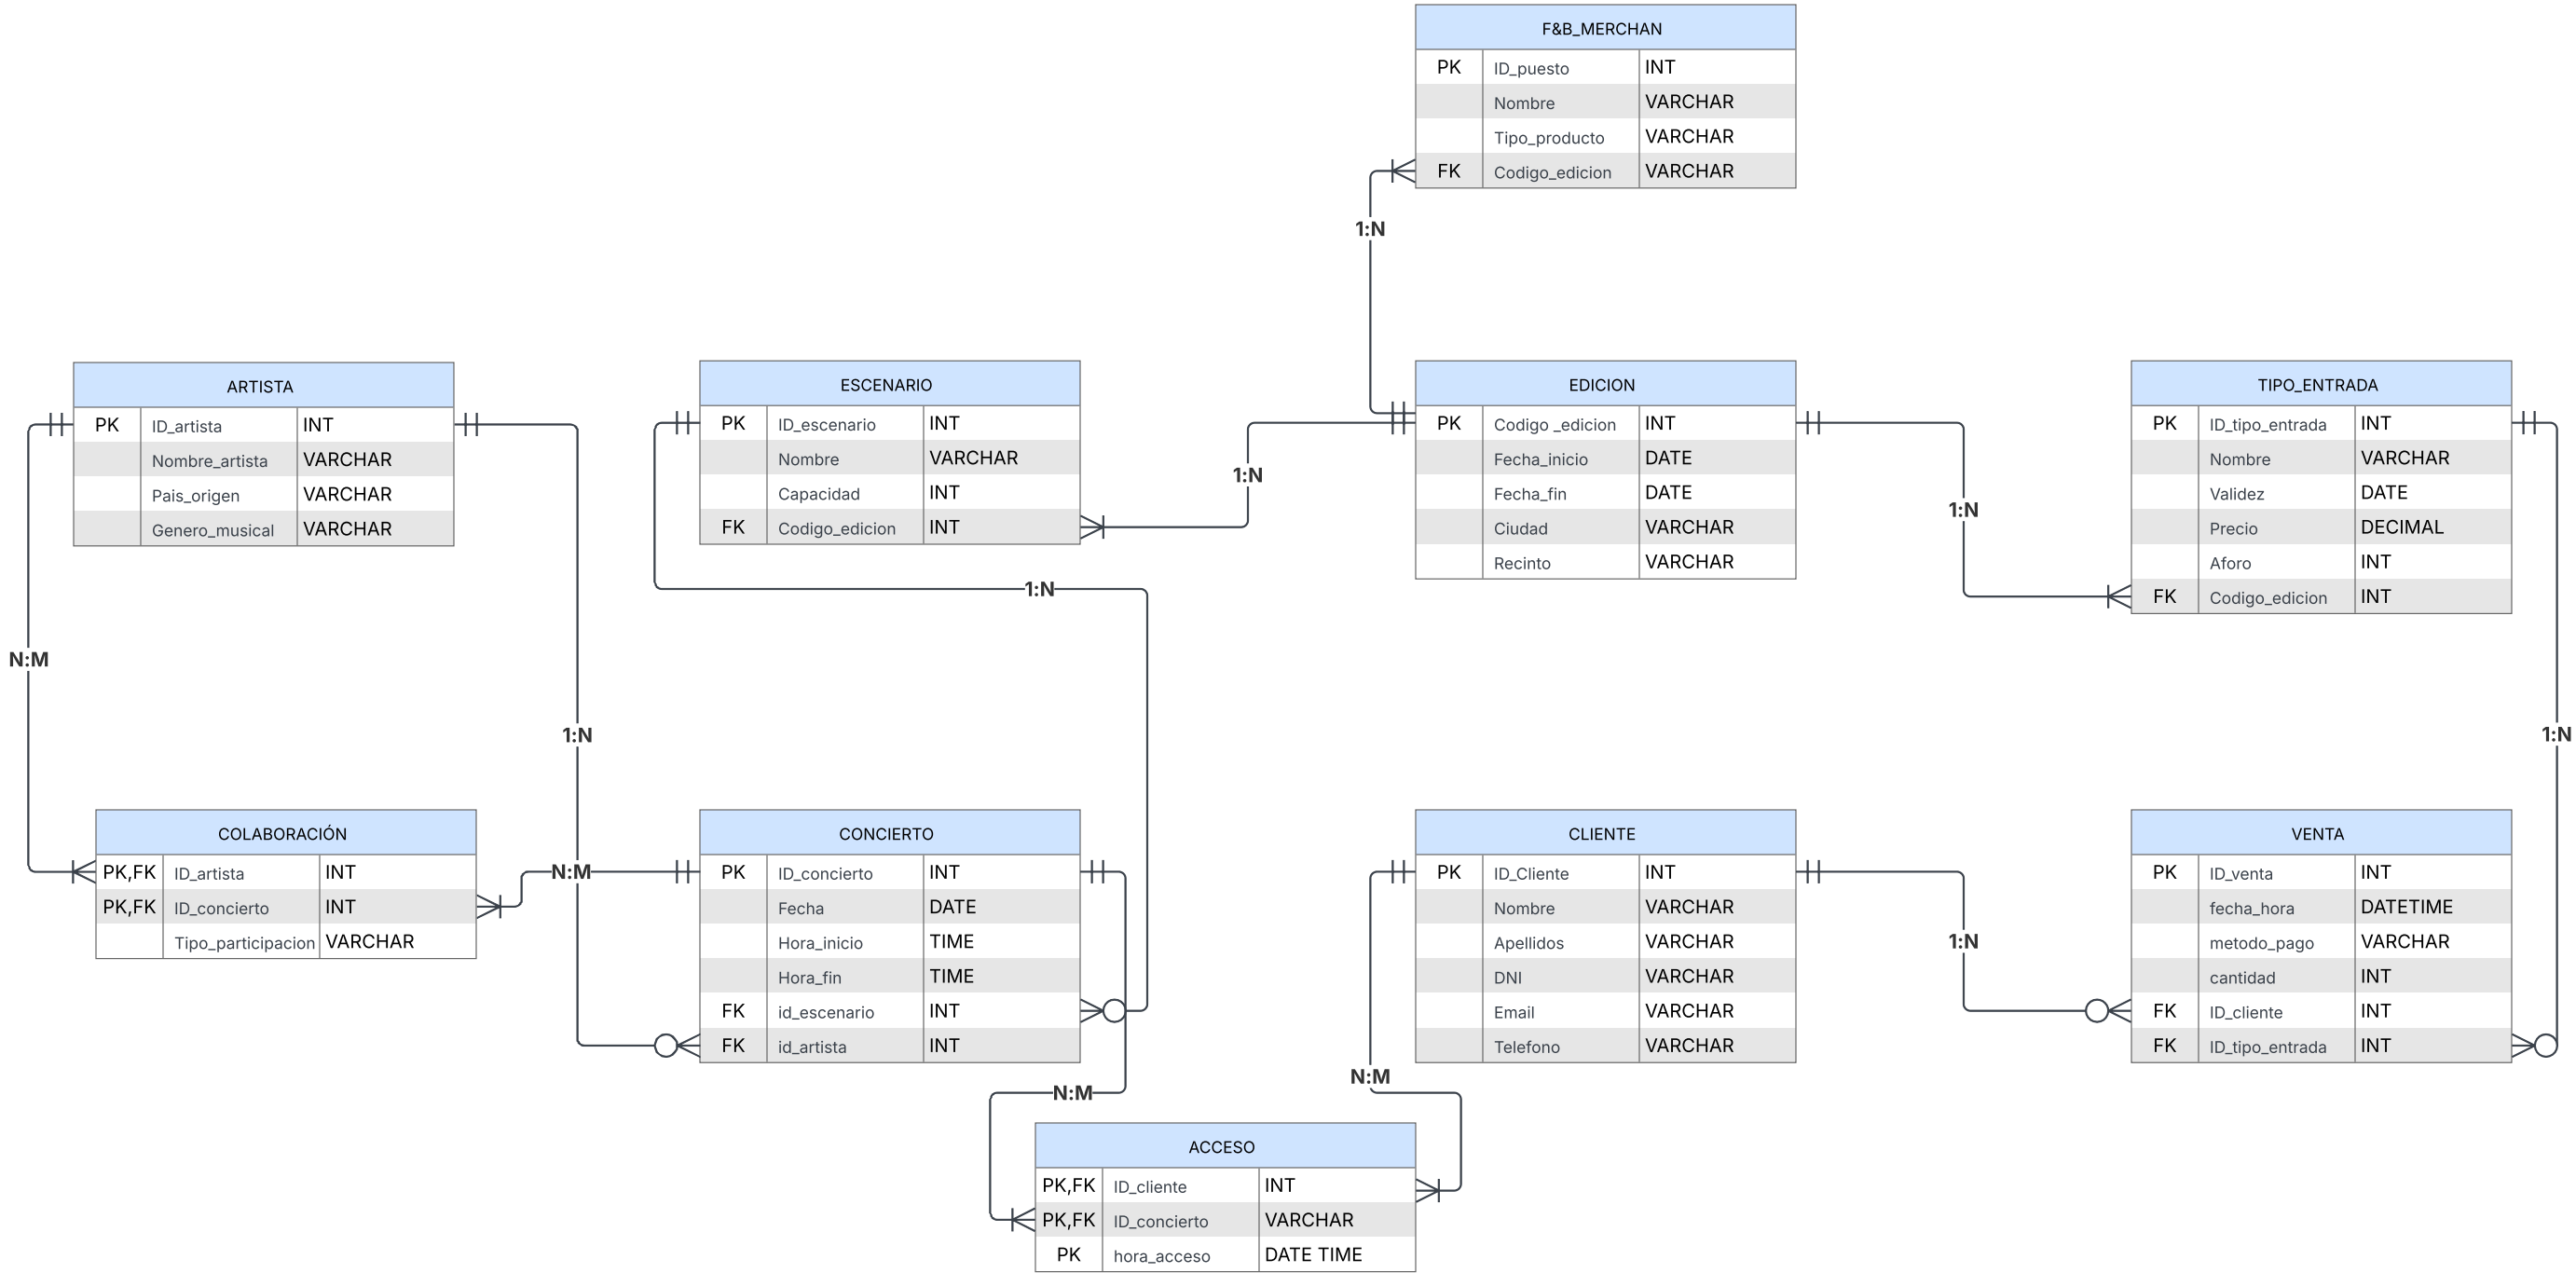 F&B_MERCHAN
PK ID_puesto INT
Nombre VARCHAR
Tipo_producto VARCHAR
FK Codigo_edicion VARCHAR
1:N
ARTISTA
PK ID_artista INT
Nombre_artista VARCHAR
Pais_origen VARCHAR
Genero_musical VARCHAR
ESCENARIO
PK ID_escenario INT
Nombre VARCHAR
Capacidad INT
FK Codigo_edicion INT
1:N
EDICION
PK Codigo _edicion INT
Fecha_inicio DATE
Fecha_fin DATE
Ciudad VARCHAR
Recinto VARCHAR
1:N
TIPO_ENTRADA
PK ID_tipo_entrada INT
Nombre VARCHAR
Validez DATE
Precio DECIMAL
Aforo INT
FK Codigo_edicion INT
1:N
N:M
1:N
1:N
COLABORACIÓN
PK,FK ID_artista INT
PK,FK ID_concierto INT
Tipo_participacion VARCHAR
N:M
CONCIERTO
PK ID_concierto INT
Fecha DATE
Hora_inicio TIME
Hora_fin TIME
FK id_escenario INT
FK id_artista INT
CLIENTE
PK ID_Cliente INT
Nombre VARCHAR
Apellidos VARCHAR
DNI VARCHAR
Email VARCHAR
Telefono VARCHAR
1:N
VENTA
PK ID_venta INT
fecha_hora DATETIME
metodo_pago VARCHAR
cantidad INT
FK ID_cliente INT
FK ID_tipo_entrada INT
N:M
N:M
ACCESO
PK,FK ID_cliente INT
PK,FK ID_concierto VARCHAR
PK hora_acceso DATE TIME